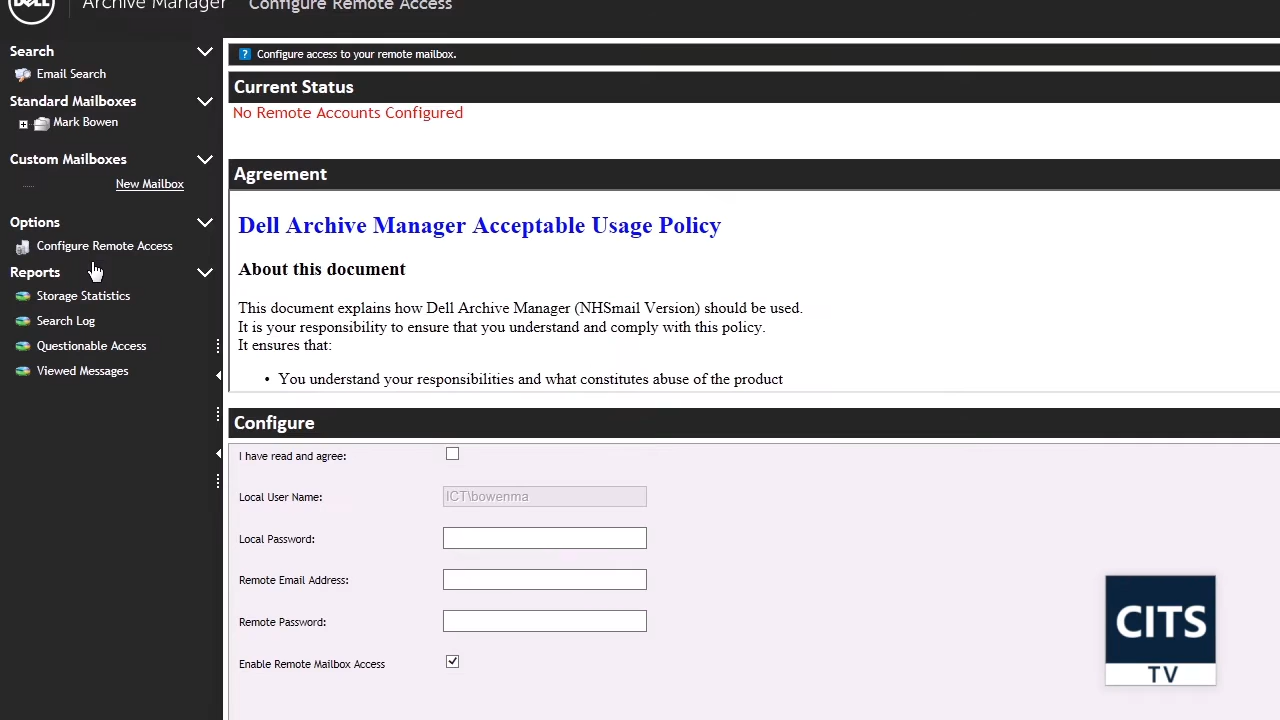 DELL
Archive Manager
Configure Remote Access
Search
Email Search
Standard Mailboxes
Mark Bowen
Custom Mailboxes
New Mailbox
Options
Configure Remote Access
Reports
Storage Statistics
Search Log
Questionable Access
Viewed Messages
? Configure access to your remote mailbox.
Current Status
No Remote Accounts Configured
Agreement
Dell Archive Manager Acceptable Usage Policy
About this document
This document explains how Dell Archive Manager (NHSmail Version) should be used.
It is your responsibility to ensure that you understand and comply with this policy.
It ensures that:
• You understand your responsibilities and what constitutes abuse of the product
Configure
I have read and agree:
Local User Name:
ICT\bowenma
Local Password:
Remote Email Address:
Remote Password:
Enable Remote Mailbox Access
CITS
TV